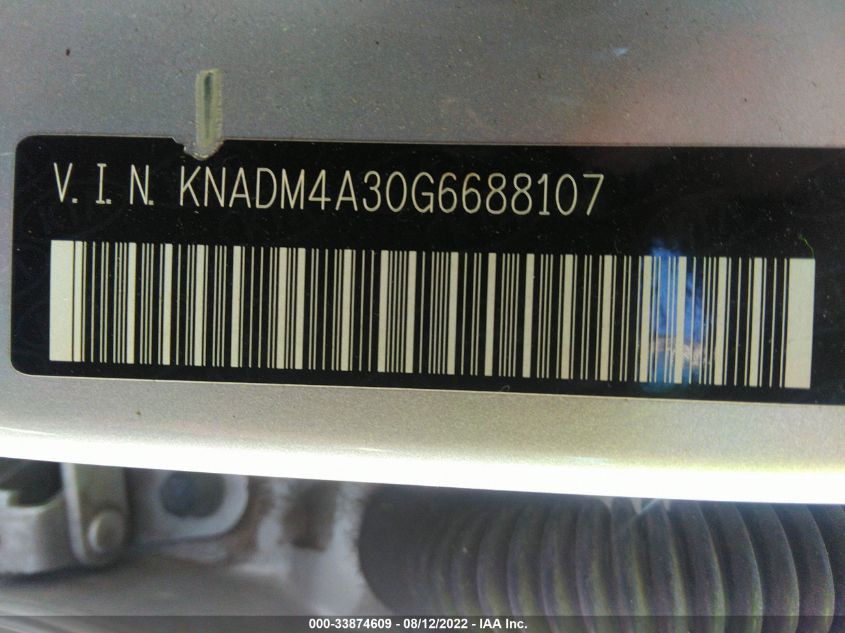 V. I. N. KNADM4A30G6688107
000-33874609 - 08/12/2022 - IAA Inc.